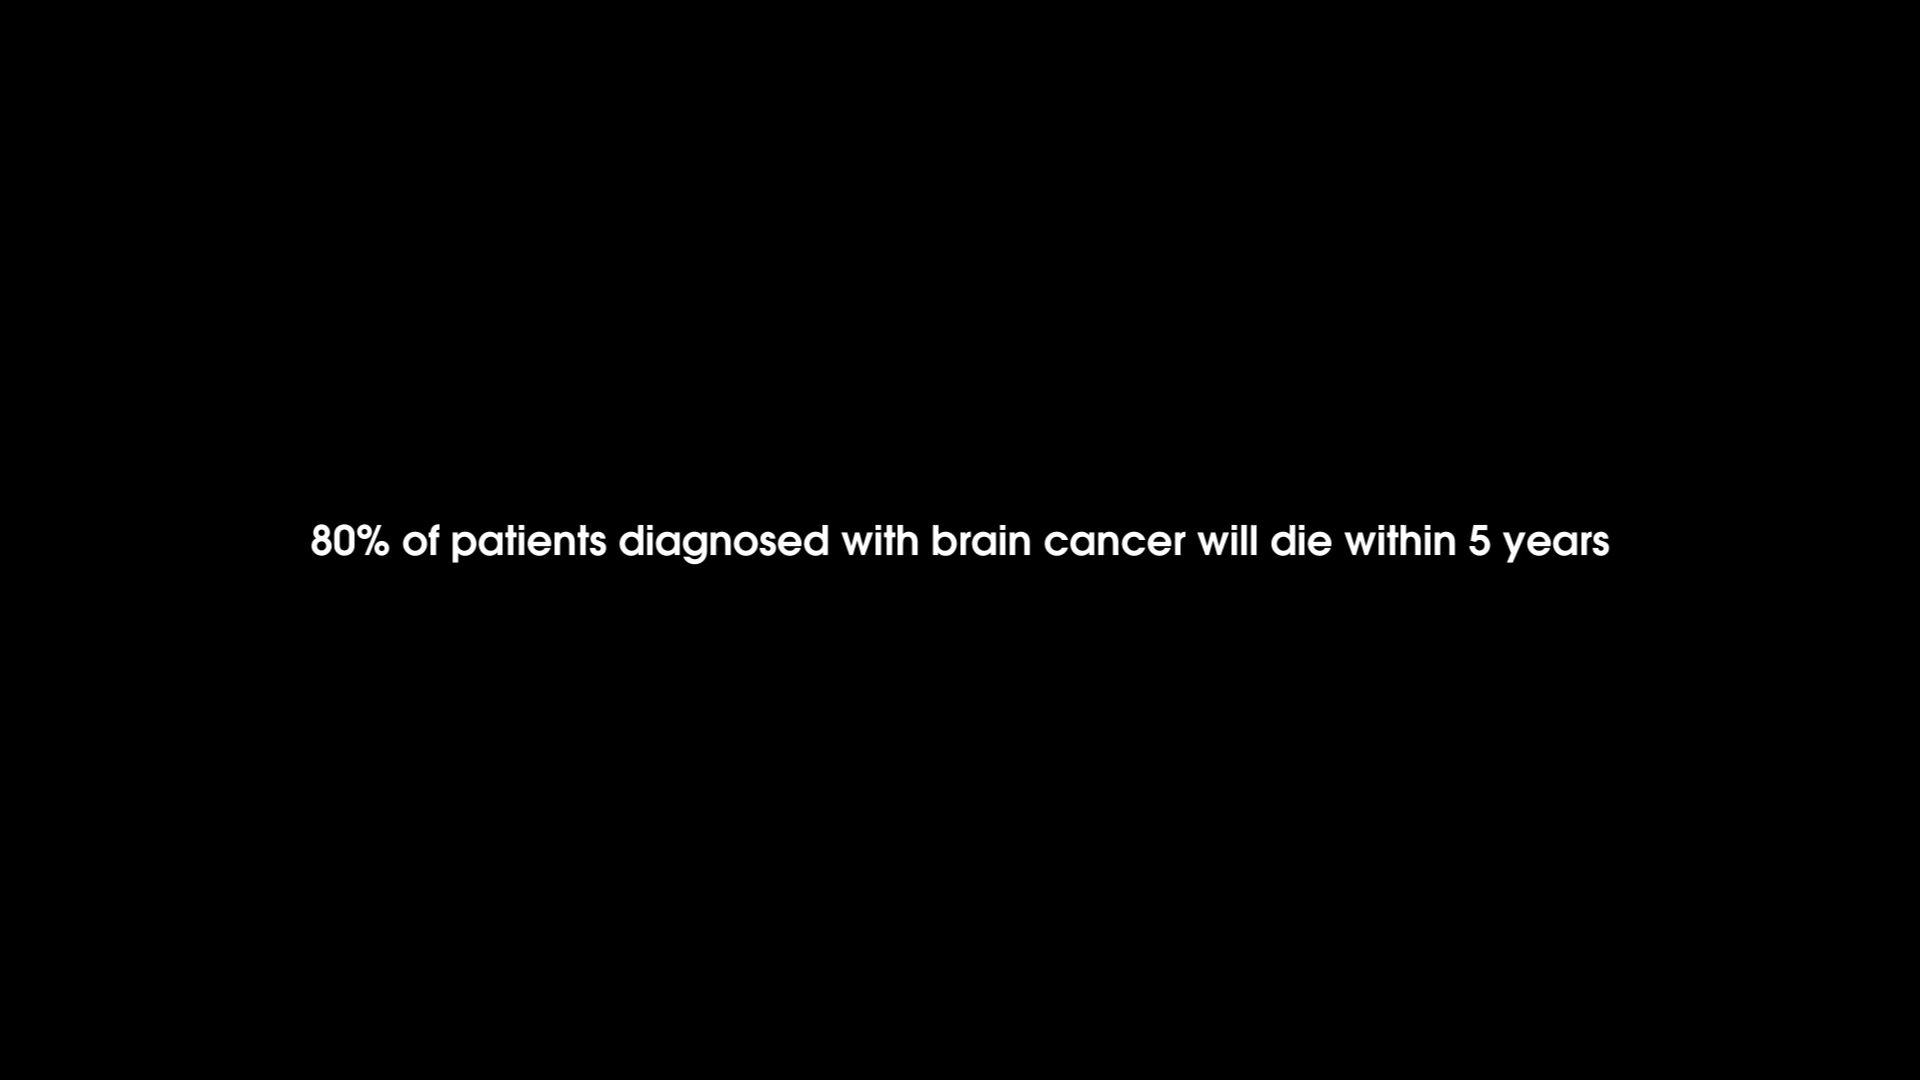 80% of patients diagnosed with brain cancer will die within 5 years